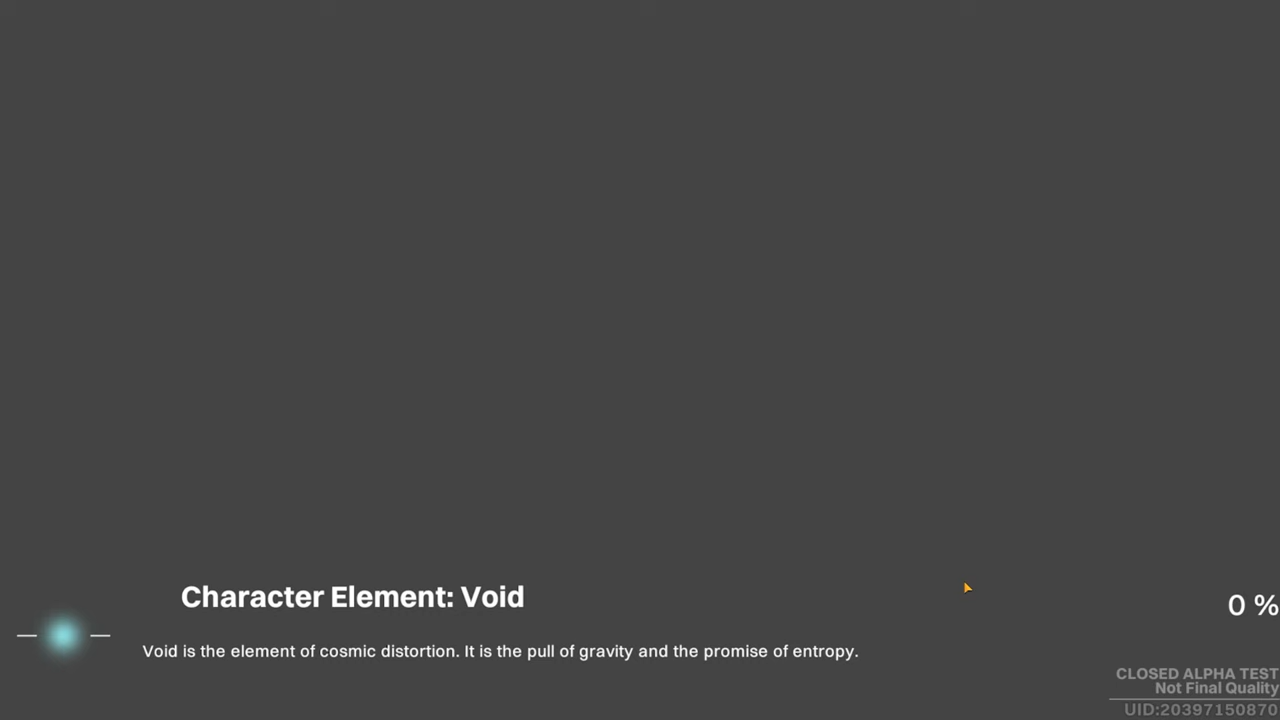 Character Element: Void
0 %
Void is the element of cosmic distortion. It is the pull of gravity and the promise of entropy.
CLOSED ALPHA TEST
Not Final Quality
UID:20397150870